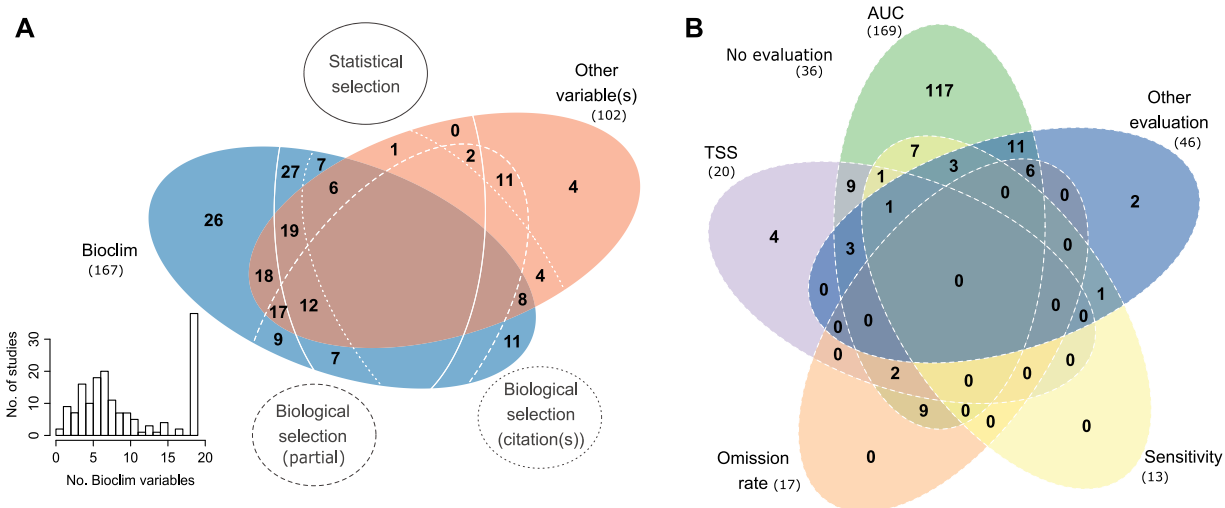 A
Statistical
selection
Other
variable(s)
(102)
0
1
2
27
7
6
11
4
26
19
Bioclim
(167)
18
4
17
12
8
9
7
11
No. of studies
0 10 20 30
0 5 10 15 20
No. Bioclim variables
Biological
selection
(partial)
Biological
selection
(citation(s))
B
AUC
(169)
No evaluation
(36)
117
Other
evaluation
(46)
TSS
(20)
7
11
3
6
1
9
0
0
2
1
4
3
0
0
0
0
1
0
0
0
0
0
2
0
0
0
9
0
0
0
0
Omission
rate (17)
Sensitivity
(13)